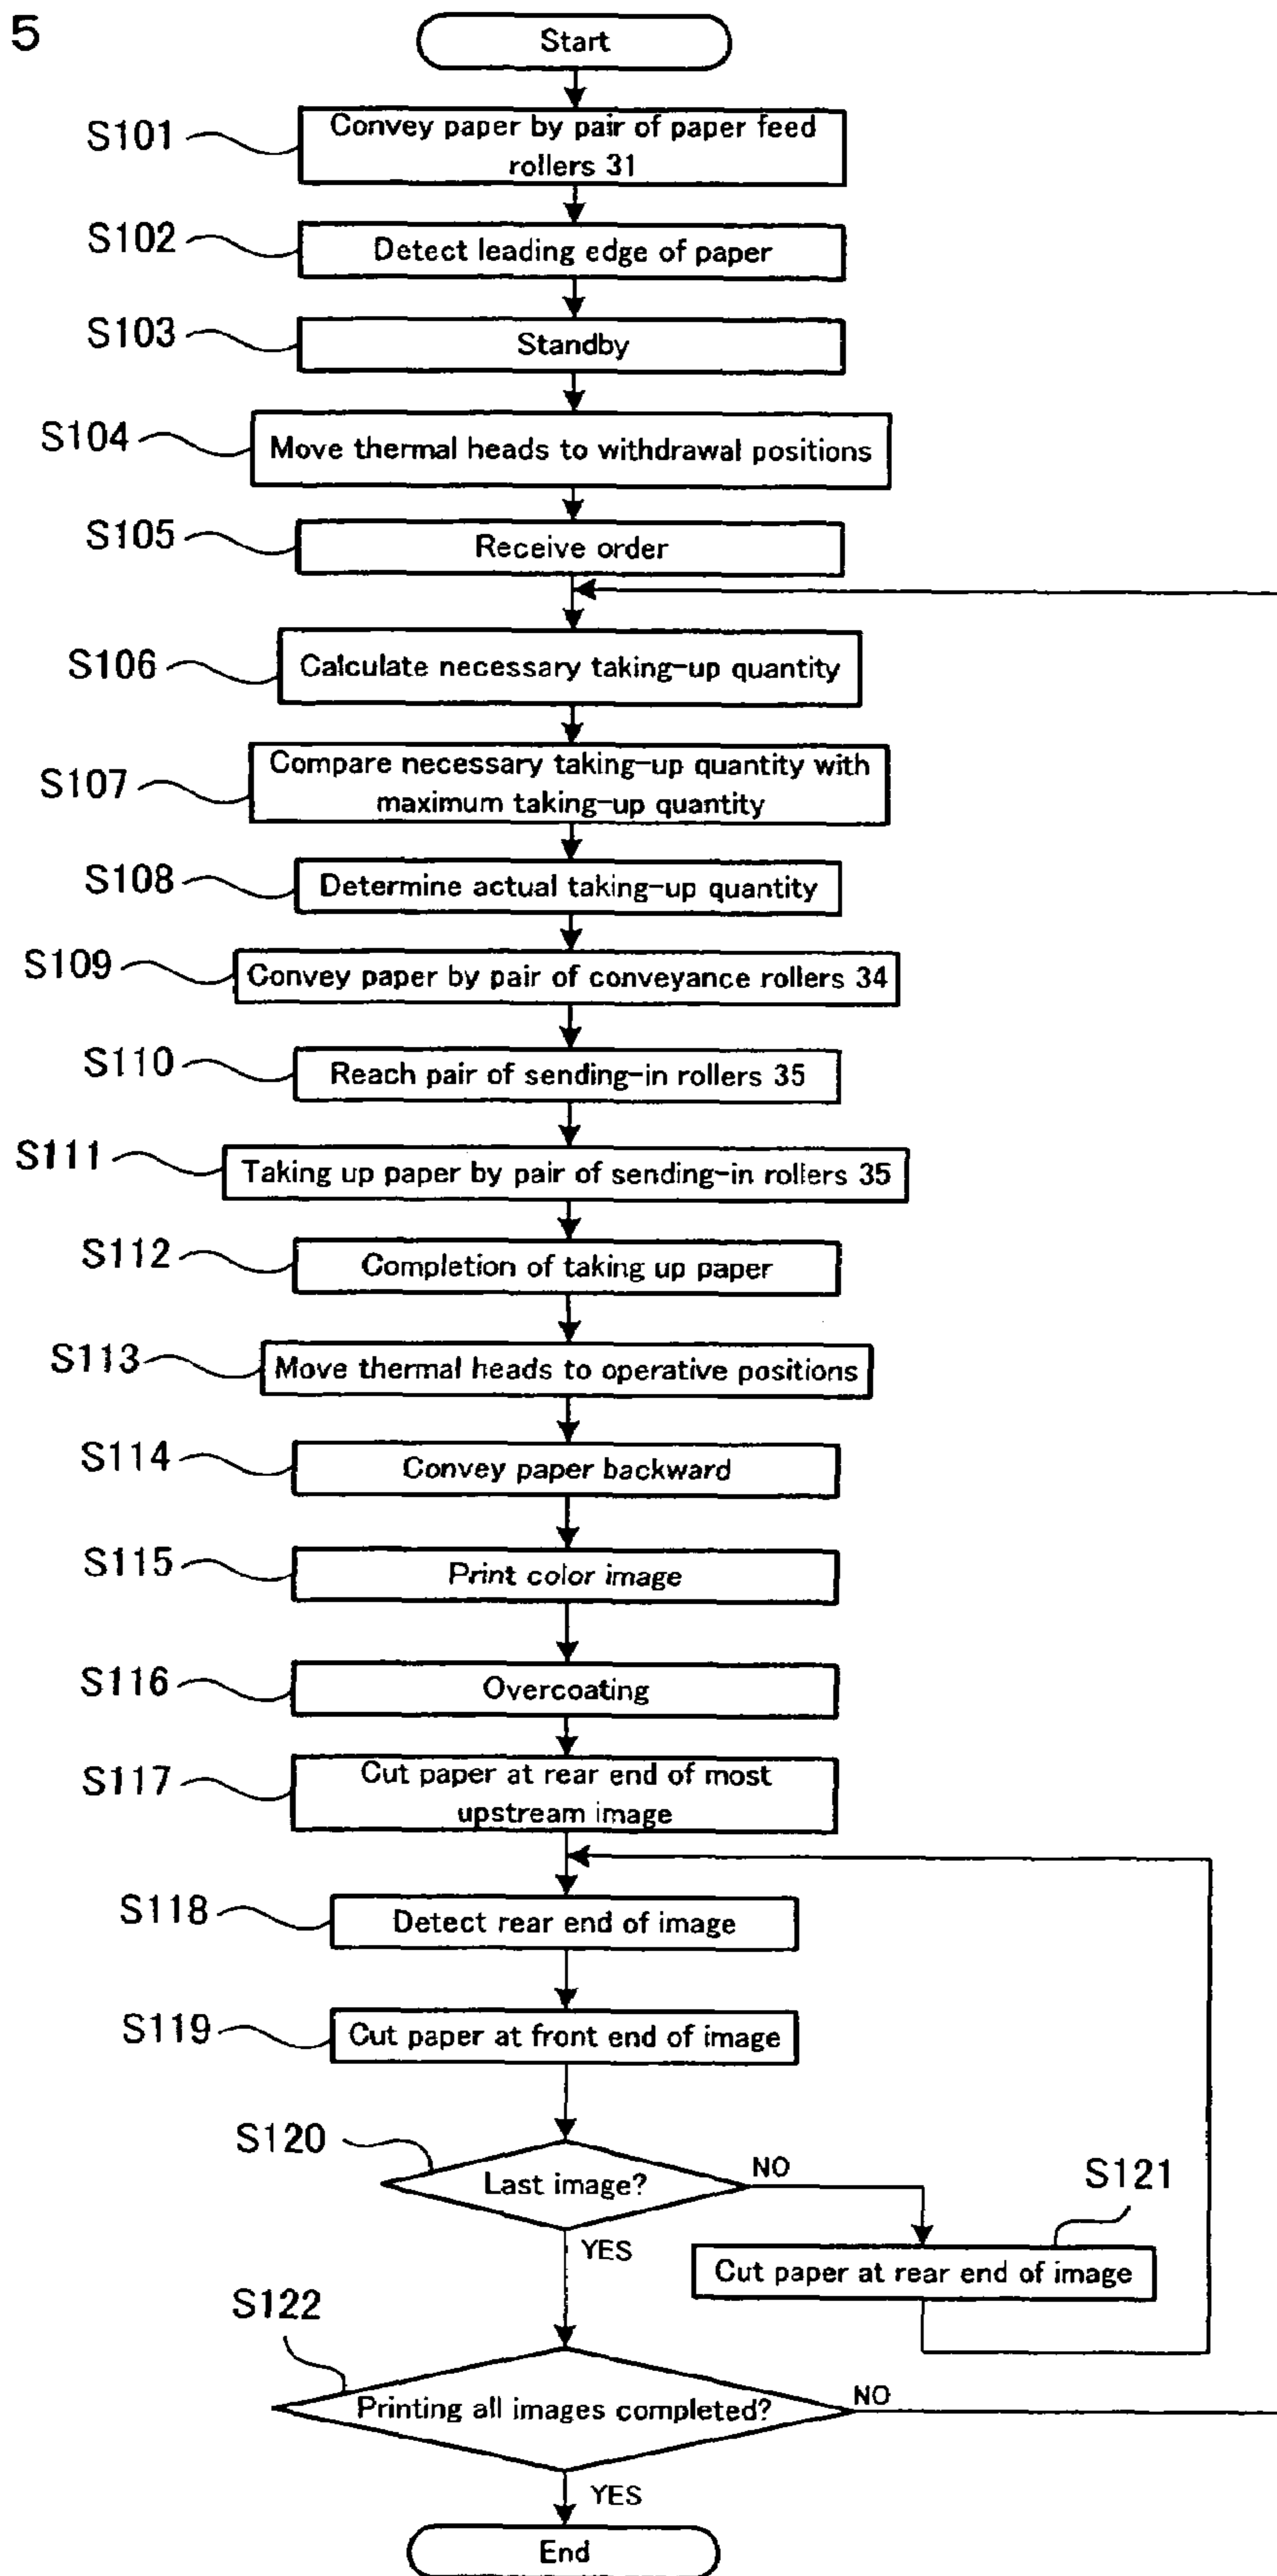 5
Start
S101
Convey paper by pair of paper feed
rollers 31
S102
Detect leading edge of paper
S103
Standby
S104
Move thermal heads to withdrawal positions
S105
Receive order
S106
Calculate necessary taking-up quantity
S107
Compare necessary taking-up quantity with
maximum taking-up quantity
S108
Determine actual taking-up quantity
S109
Convey paper by pair of conveyance rollers 34
S110
Reach pair of sending-in rollers 35
S111
Taking up paper by pair of sending-in rollers 35
S112
Completion of taking up paper
S113
Move thermal heads to operative positions
S114
Convey paper backward
S115
Print color image
S116
Overcoating
S117
Cut paper at rear end of most
upstream image
S118
Detect rear end of image
S119
Cut paper at front end of image
S120
Last image?
NO
S121
YES
Cut paper at rear end of image
S122
Printing all images completed?
NO
YES
End